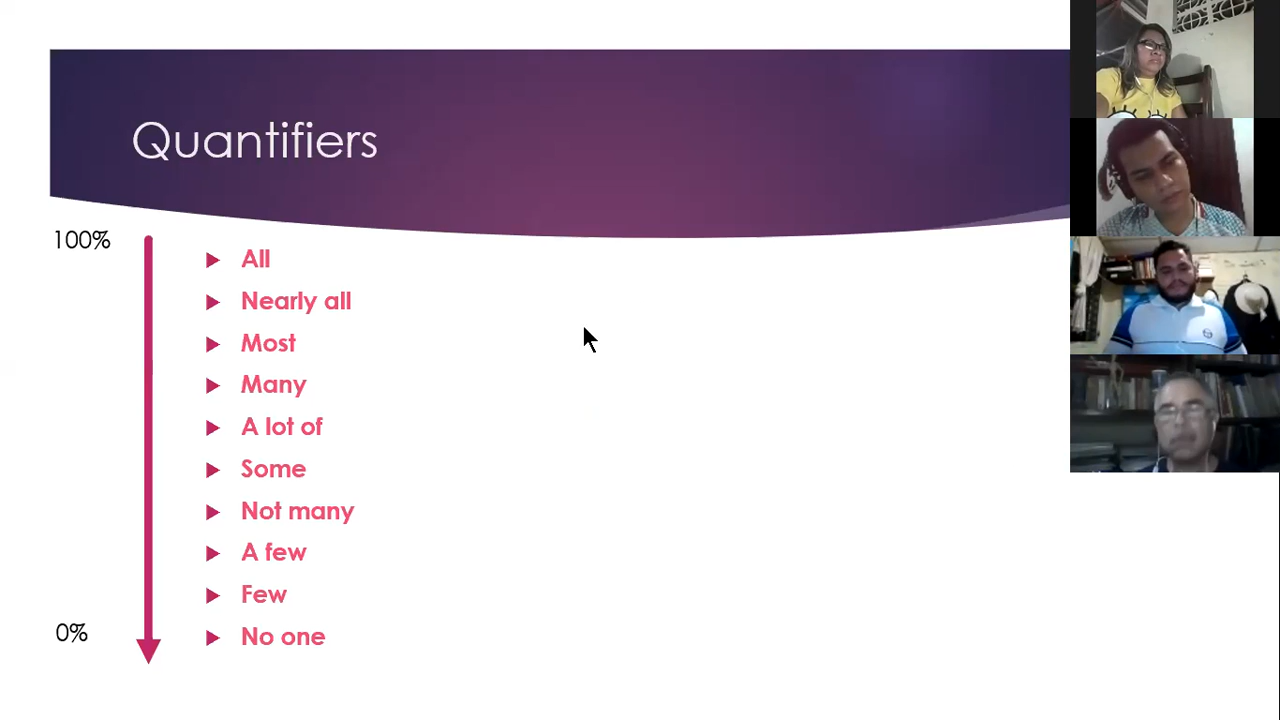 Quantifiers
100%
All
Nearly all
Most
Many
A lot of
Some
Not many
A few
Few
0%
No one